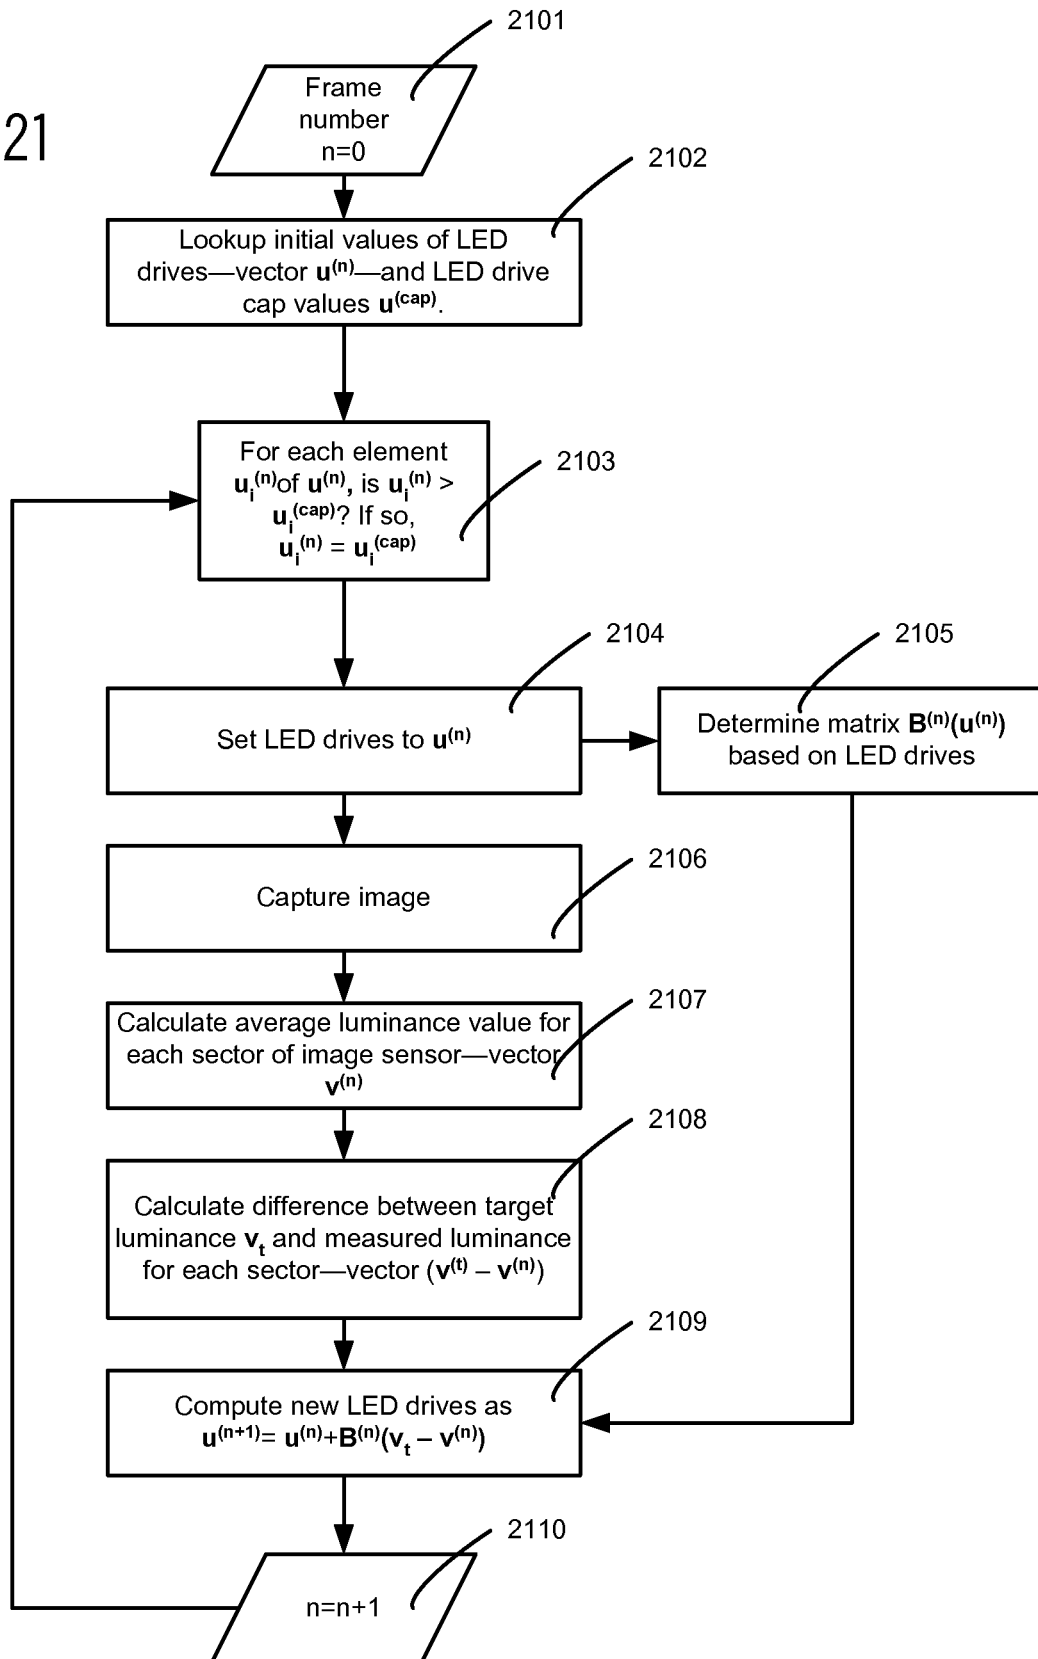 2101
21
Frame
number
n=0
2102
Lookup initial values of LED
drives—vector u(n)—and LED drive
cap values u(cap).
2103
For each element
ui(n)of u(n), is ui(n) >
ui(cap)? If so,
ui(n) = ui(cap)
2104
2105
Set LED drives to u(n)
Determine matrix B(n)(u(n))
based on LED drives
2106
Capture image
2107
Calculate average luminance value for
each sector of image sensor—vector
v(n)
2108
Calculate difference between target
luminance vt and measured luminance
for each sector—vector (v(t) – v(n))
2109
Compute new LED drives as
u(n+1)= u(n)+B(n)(vt – v(n))
2110
n=n+1